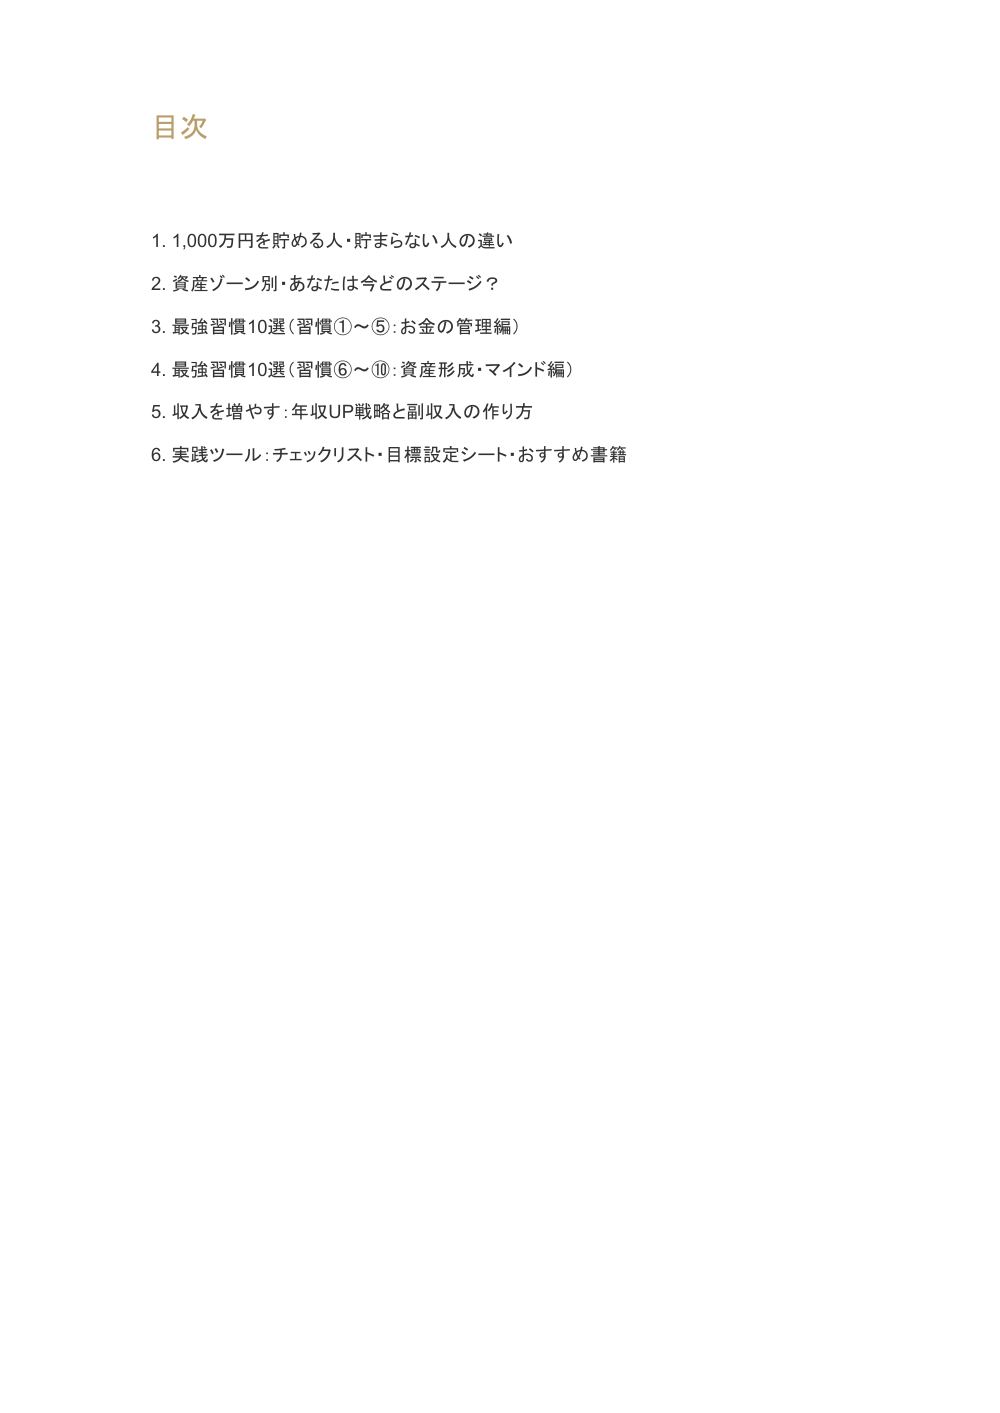 目次
1. 1,000万円を貯める人・貯まらない人の違い
2. 資産ゾーン別・あなたは今どのステージ？
3. 最強習慣10選（習慣①〜⑤：お金の管理編）
4. 最強習慣10選（習慣⑥〜⑩：資産形成・マインド編）
5. 収入を増やす：年収UP戦略と副収入の作り方
6. 実践ツール：チェックリスト・目標設定シート・おすすめ書籍